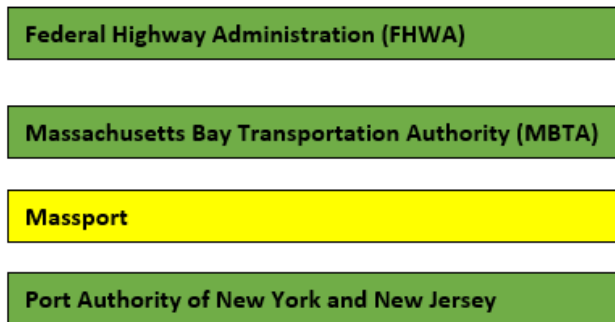 Federal Highway Administration (FHWA)
Massachusetts Bay Transportation Authority (MBTA)
Massport
Port Authority of New York and New Jersey